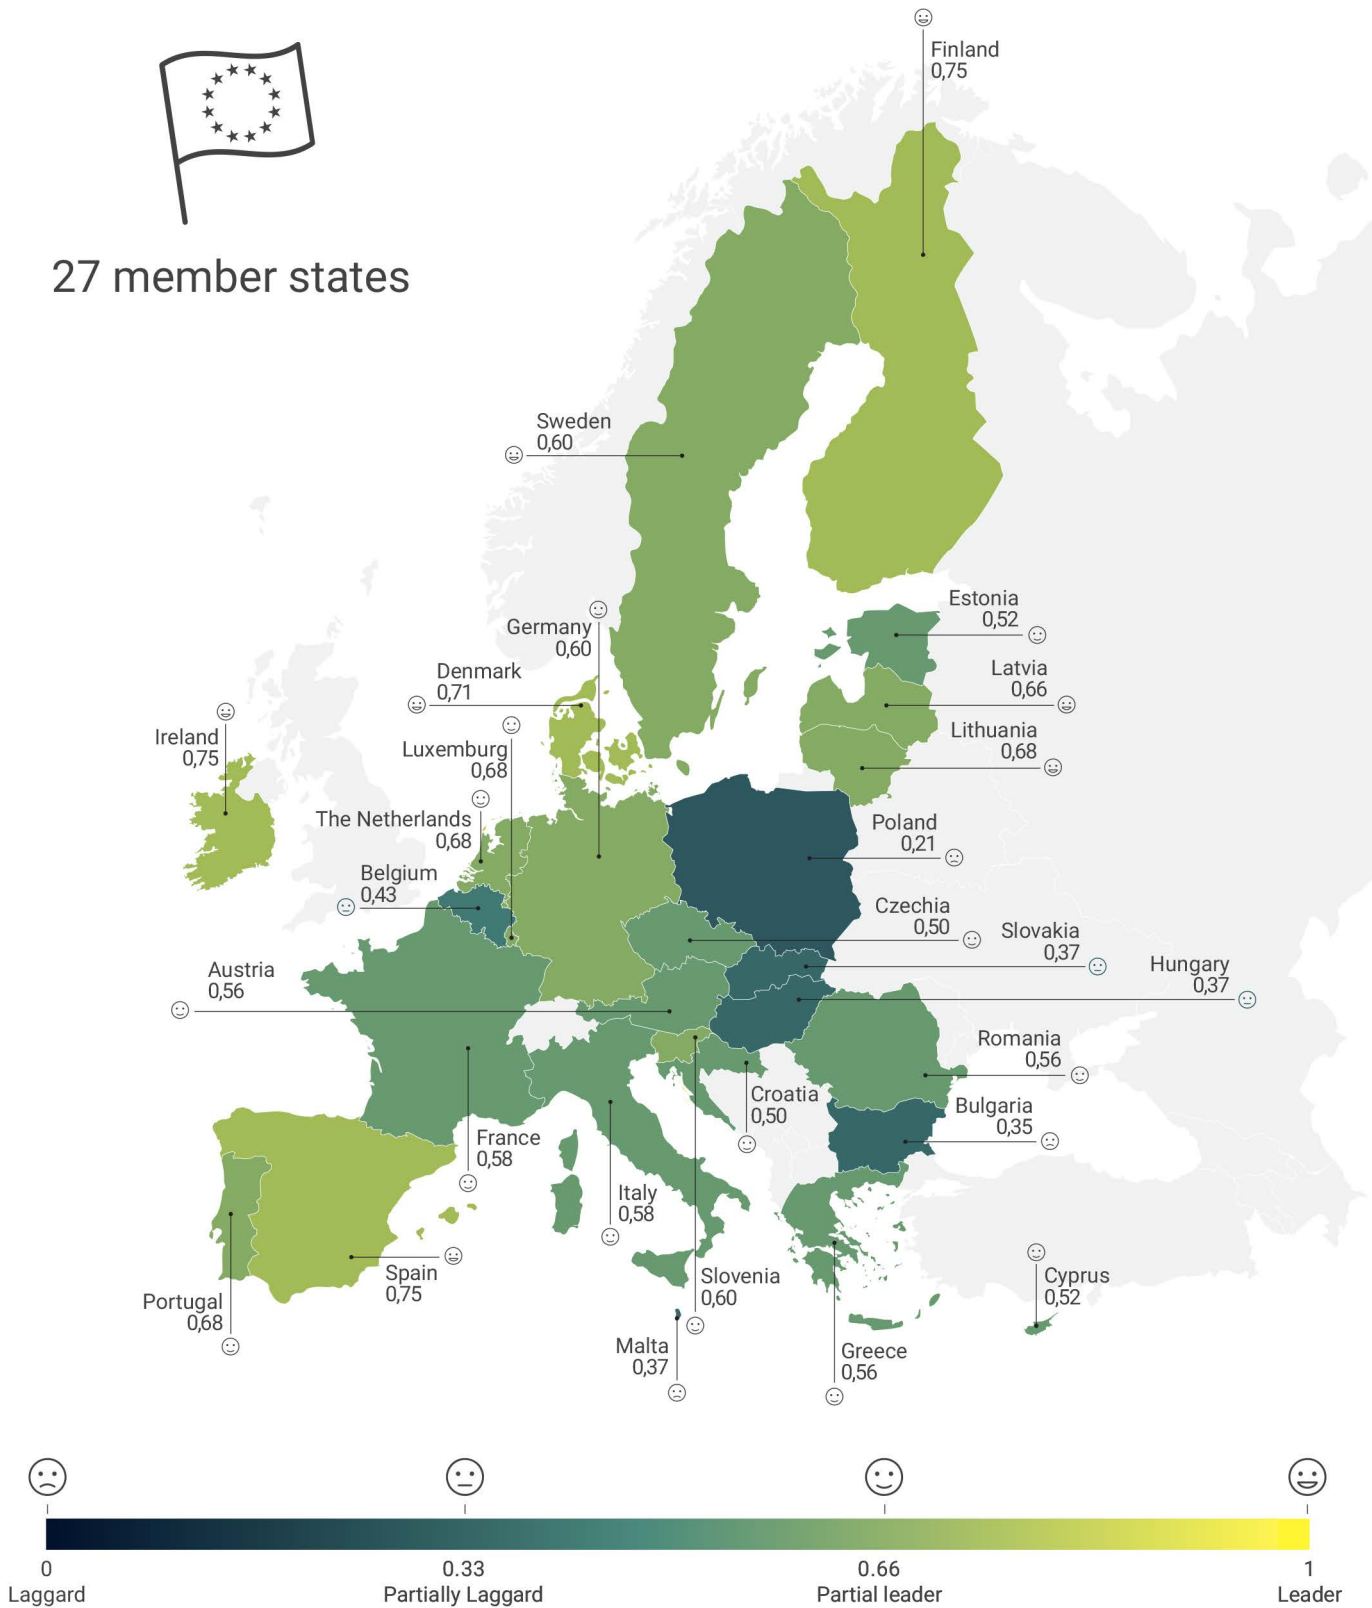 Finland
0,75
27 member states
Sweden
0,60
Estonia
0,52
Germany
0,60
Latvia
0,66
Denmark
0,71
Lithuania
0,68
Ireland
0,75
Luxemburg
0,68
The Netherlands
0,68
Poland
0,21
Belgium
0,43
Czechia
0,50
Slovakia
0,37
Hungary
0,37
Austria
0,56
Romania
0,56
Croatia
0,50
Bulgaria
0,35
France
0,58
Italy
0,58
Spain
0,75
Slovenia
0,60
Cyprus
0,52
Portugal
0,68
Malta
0,37
Greece
0,56
0 0.33 0.66 1
Laggard Partially Laggard Partial leader Leader